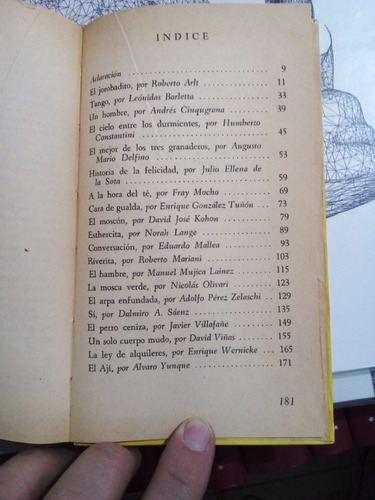 INDICE
Aclaración 9
El jorobadito, por Roberto Arlt 11
Tango, por Leónidas Barletta 33
Un hombre, por Andrés Cinqugrana 39
El cielo entre los durmientes, por Humberto
Constantini 45
El mejor de los tres granaderos, por Augusto
Mario Delfino 53
Historia de la felicidad, por Julio Ellena de
la Sota 59
A la hora del té, por Fray Mocho 69
Cara de gualda, por Enrique González Tuñón 73
El moscón, por David José Kohon 79
Esthercita, por Norah Lange 89
Conversación, por Eduardo Mallea 93
Riverita, por Roberto Mariani 103
El hambre, por Manuel Mujica Lainez 115
La mosca verde, por Nicolás Olivari 123
El arpa enfundada, por Adolfo Pérez Zelaschi 129
Sí, por Dalmiro A. Sáenz 135
El perro ceniza, por Javier Villafañe 149
Un solo cuerpo mudo, por David Viñas 155
La ley de alquileres, por Enrique Wernicke 165
El Ají, por Alvaro Yunque 171
181